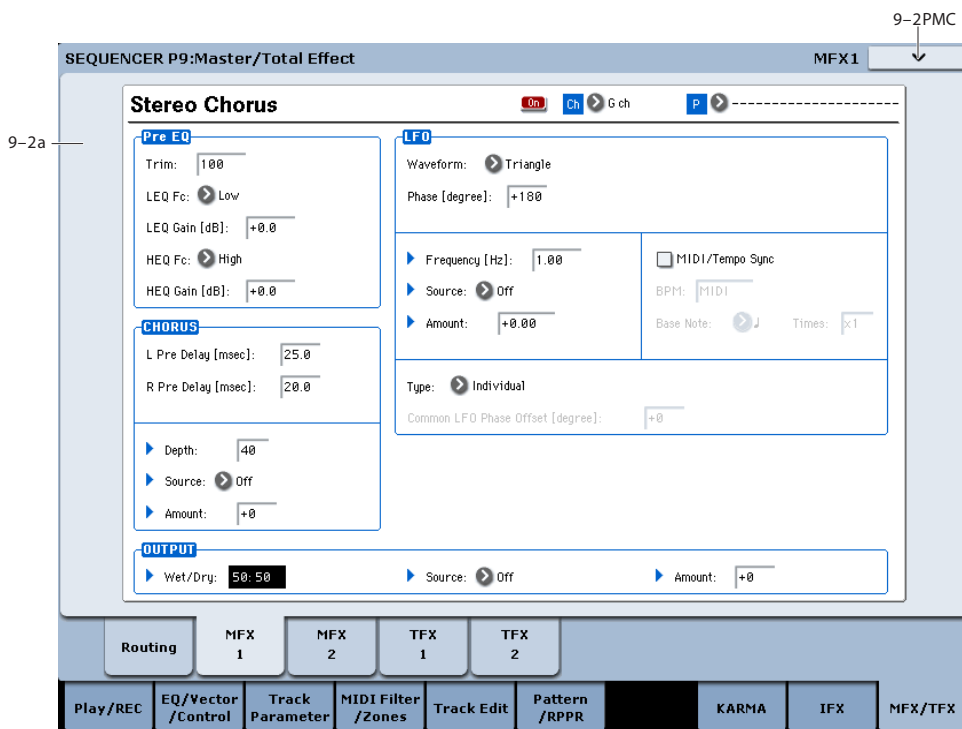 9–2PMC
SEQUENCER P9:Master/Total Effect MFX1
9–2a
Stereo Chorus On Ch G ch P ---------------------
Pre EQ
Trim: 100
LEQ Fc: Low
LEQ Gain [dB]: +0.0
HEQ Fc: High
HEQ Gain [dB]: +0.0
LFO
Waveform: Triangle
Phase [degree]: +180
Frequency [Hz]: 1.00
Source: Off
Amount: +0.00
MIDI/Tempo Sync
BPM: MIDI
Base Note: ♩ Times: x1
Type: Individual
Common LFO Phase Offset [degree]: +0
CHORUS
L Pre Delay [msec]: 25.0
R Pre Delay [msec]: 20.0
Depth: 40
Source: Off
Amount: +0
OUTPUT
Wet/Dry: 50:50 Source: Off Amount: +0
Routing
MFX
1
MFX
2
TFX
1
TFX
2
Play/REC
EQ/Vector
/Control
Track
Parameter
MIDI Filter
/Zones
Track Edit
Pattern
/RPPR
KARMA
IFX
MFX/TFX